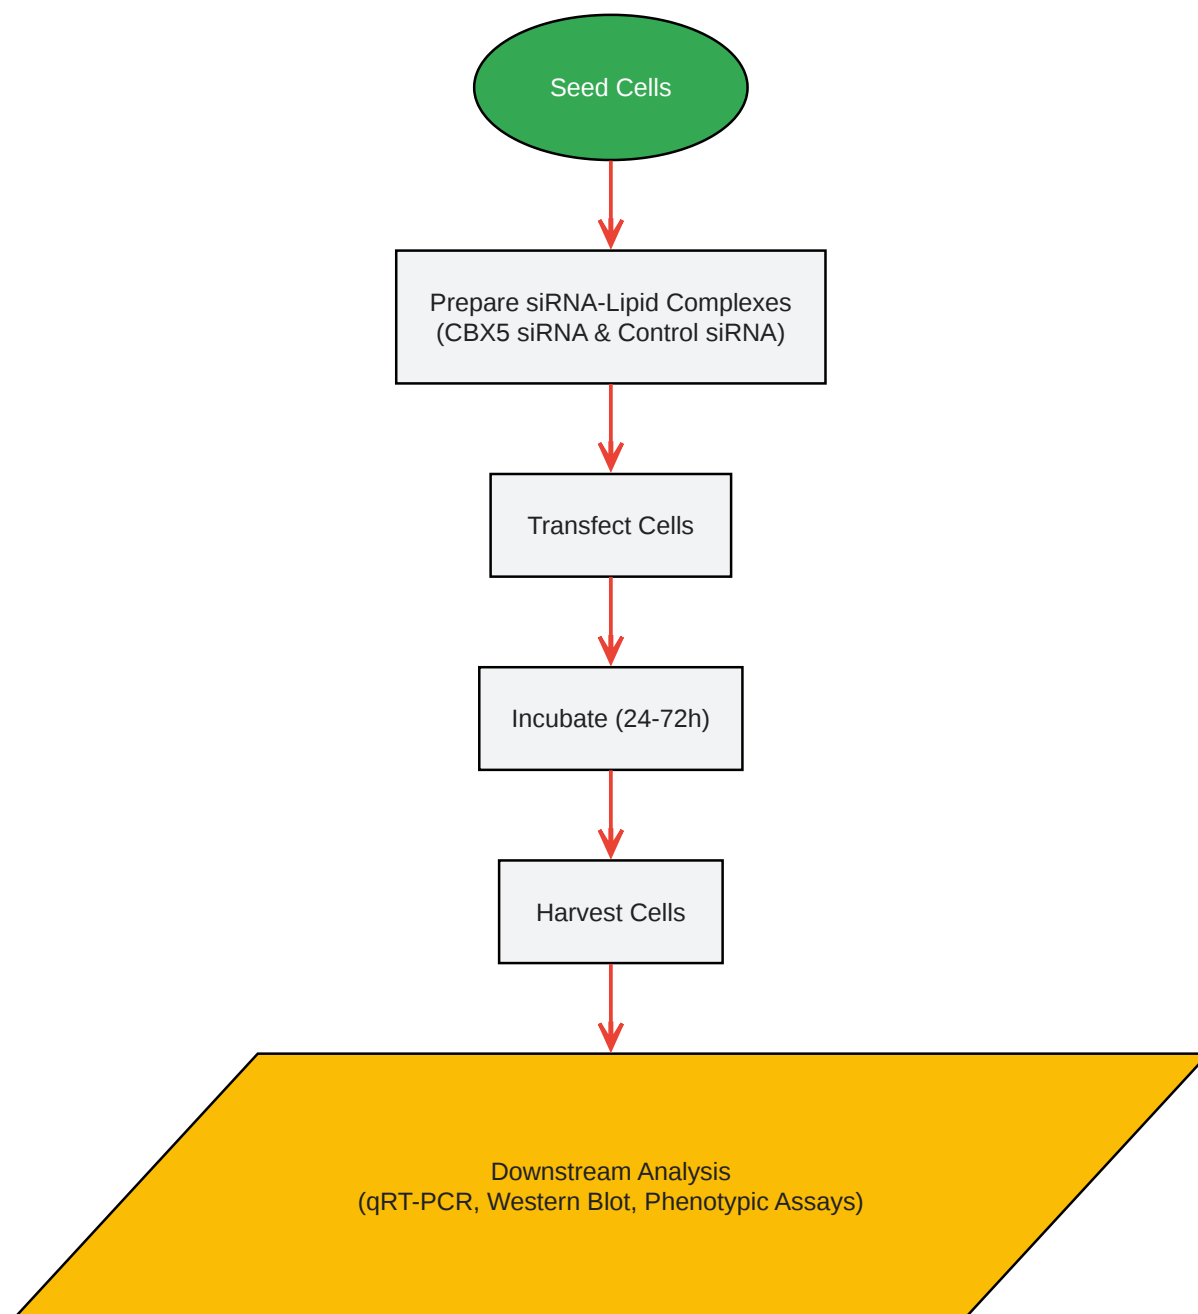 Seed Cells
Prepare siRNA-Lipid Complexes
(CBX5 siRNA & Control siRNA)
Transfect Cells
Incubate (24-72h)
Harvest Cells
Downstream Analysis
(qRT-PCR, Western Blot, Phenotypic Assays)